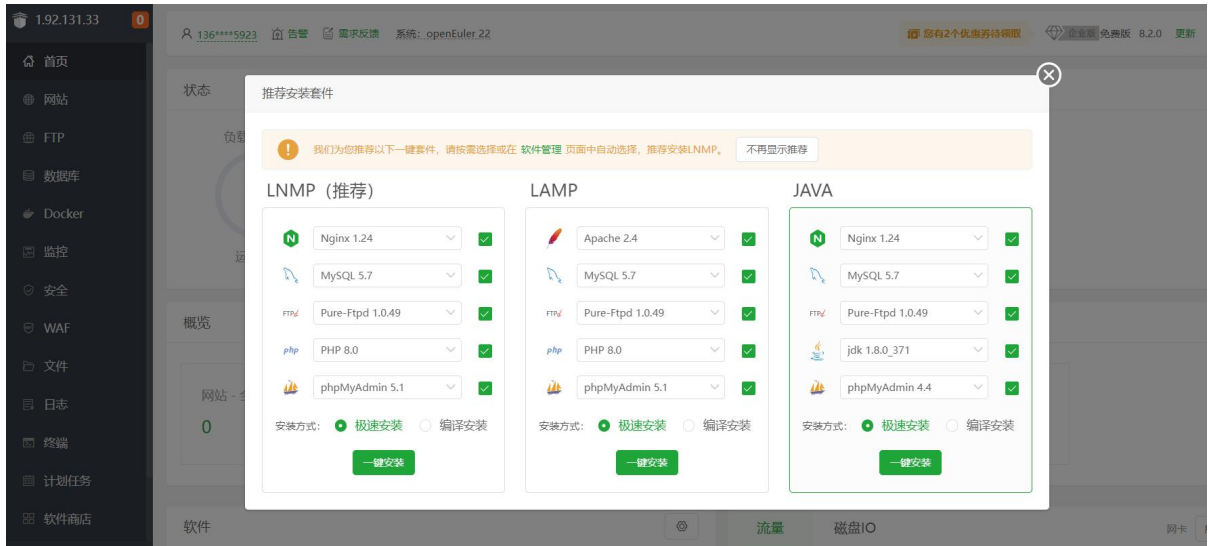 1.92.131.33 0
136****5923 告警 需求反馈 系统: openEuler 22 您有2个优惠券待领取 企业版 免费版 8.2.0 更新
首页
网站
FTP
数据库
Docker
监控
安全
WAF
文件
日志
终端
计划任务
软件商店
状态
负载
运
概览
网站 - 全
0
推荐安装套件
我们为您推荐以下一键套件，请按需选择或在 软件管理 页面中自动选择，推荐安装LNMP。 不再显示推荐
LNMP（推荐）
Nginx 1.24
MySQL 5.7
FTPd Pure-Ftpd 1.0.49
php PHP 8.0
phpMyAdmin 5.1
安装方式: 极速安装 编译安装
一键安装
LAMP
Apache 2.4
MySQL 5.7
FTPd Pure-Ftpd 1.0.49
php PHP 8.0
phpMyAdmin 5.1
安装方式: 极速安装 编译安装
一键安装
JAVA
Nginx 1.24
MySQL 5.7
FTPd Pure-Ftpd 1.0.49
jdk 1.8.0_371
phpMyAdmin 4.4
安装方式: 极速安装 编译安装
一键安装
软件
流量 磁盘IO 网卡